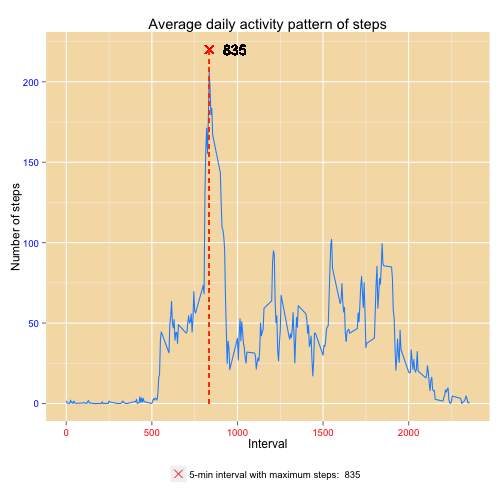 Average daily activity pattern of steps
835
200
150
100
50
0
Number of steps
0 500 1000 1500 2000
Interval
5-min interval with maximum steps: 835